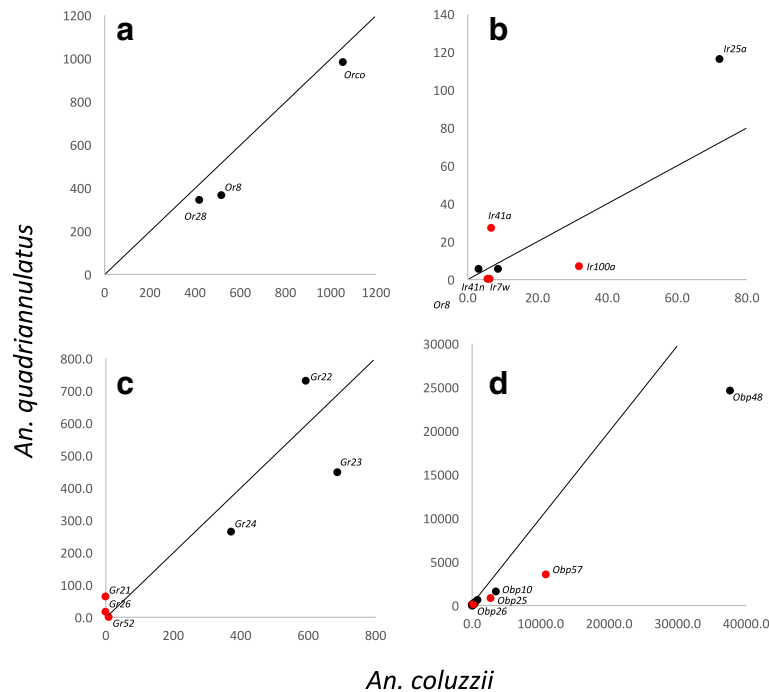 a
1200
1000
800
600
400
200
0
0 200 400 600 800 1000 1200
Orco
Or8
Or28
b
140
120
100
80
60
40
20
0
0.0 20.0 40.0 60.0 80.0
Ir25a
Ir41a
Ir100a
Ir41n Ir7w
Or8
An. quadriannulatus
c
800.0
700.0
600.0
500.0
400.0
300.0
200.0
100.0
0.0
0 200 400 600 800
Gr22
Gr23
Gr24
Gr21
Gr26
Gr52
d
30000
25000
20000
15000
10000
5000
0
0.0 10000.0 20000.0 30000.0 40000.0
Obp48
Obp57
Obp10
Obp25
Obp26
An. coluzzii